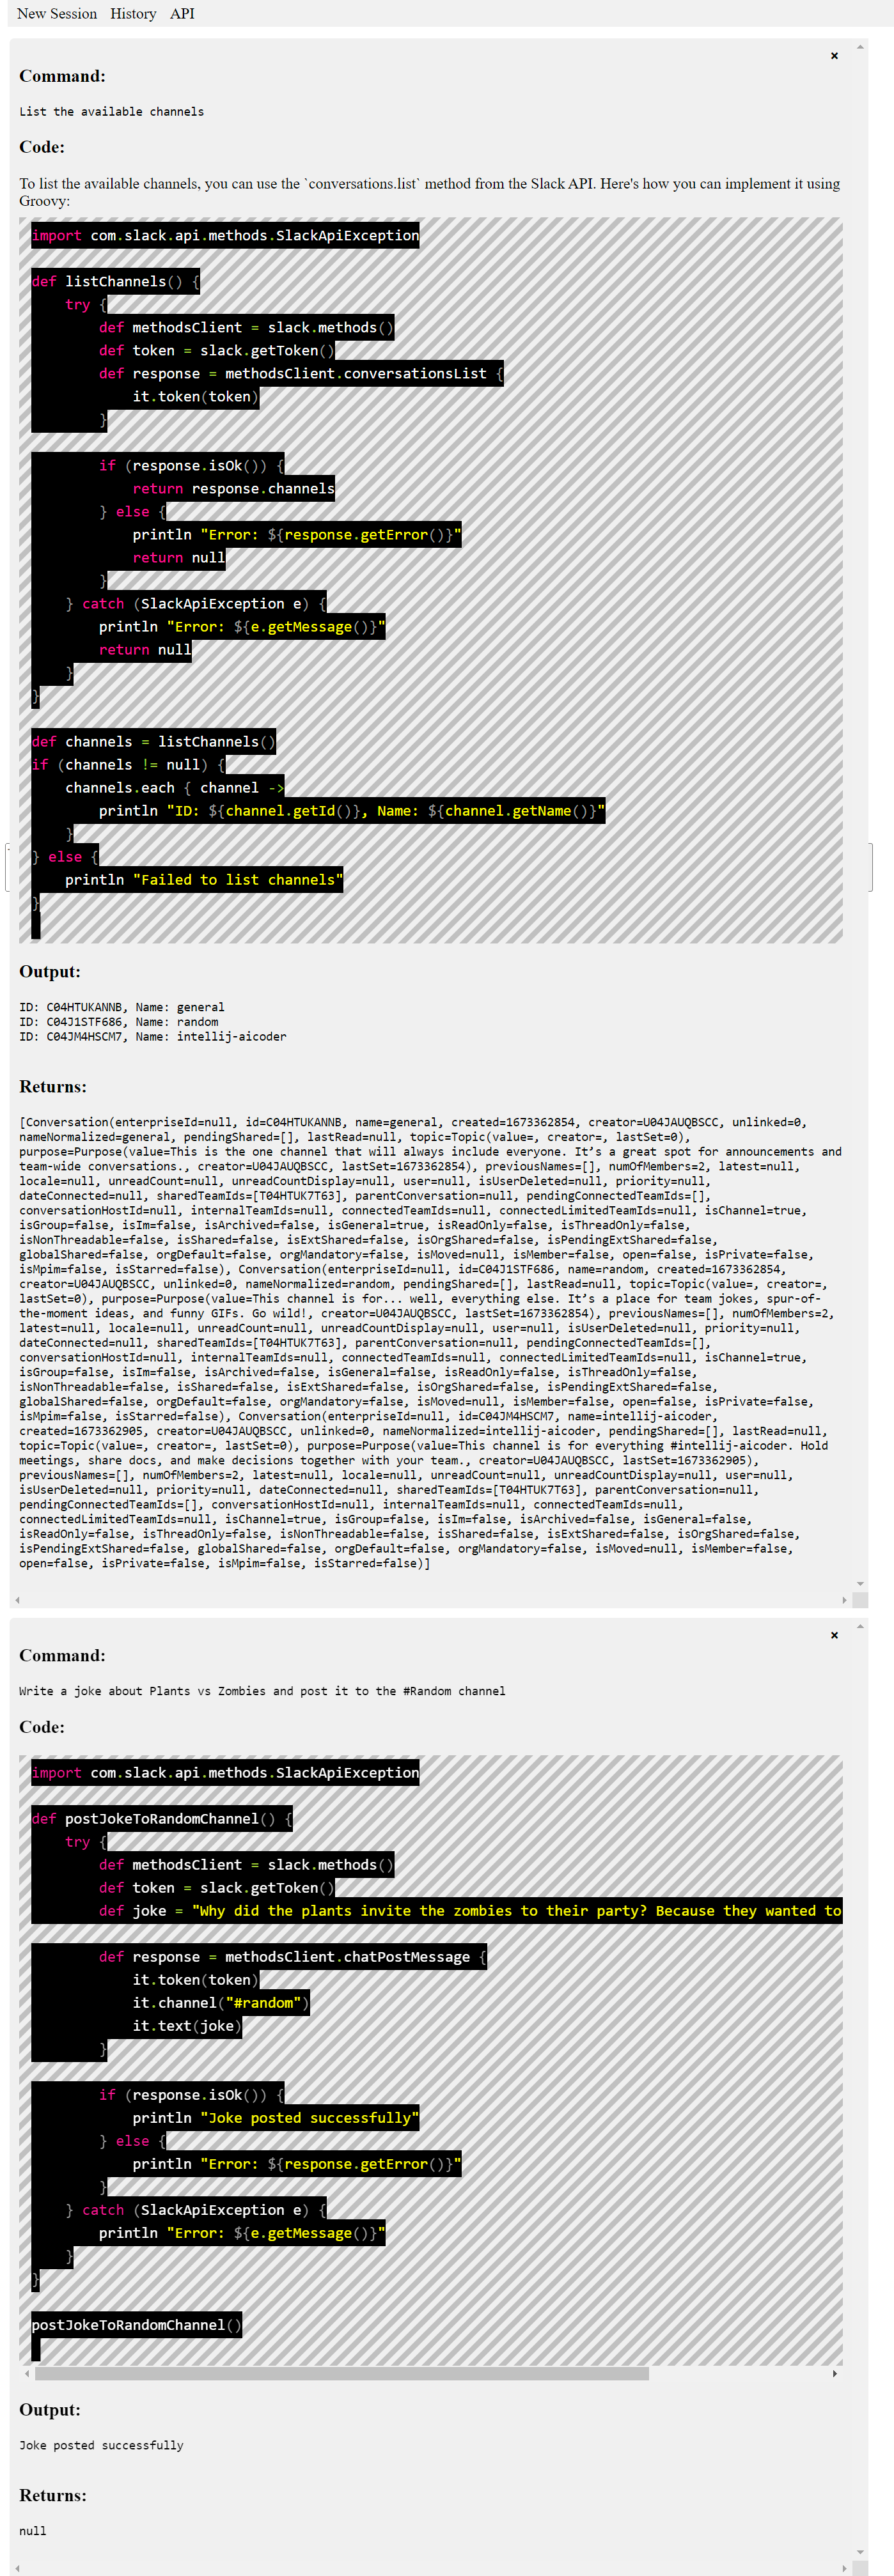 New Session History API
×
Command:
List the available channels
Code:
To list the available channels, you can use the `conversations.list` method from the Slack API. Here's how you can implement it using
Groovy:
import com.slack.api.methods.SlackApiException
def listChannels() {
try {
def methodsClient = slack.methods()
def token = slack.getToken()
def response = methodsClient.conversationsList {
it.token(token)
}
if (response.isOk()) {
return response.channels
} else {
println "Error: ${response.getError()}"
return null
}
} catch (SlackApiException e) {
println "Error: ${e.getMessage()}"
return null
}
}
def channels = listChannels()
if (channels != null) {
channels.each { channel ->
println "ID: ${channel.getId()}, Name: ${channel.getName()}"
}
} else {
println "Failed to list channels"
}
Output:
ID: C04HTUKANNB, Name: general
ID: C04J1STF686, Name: random
ID: C04JM4HSCM7, Name: intellij-aicoder
Returns:
[Conversation(enterpriseId=null, id=C04HTUKANNB, name=general, created=1673362854, creator=U04JAUQBSCC, unlinked=0,
nameNormalized=general, pendingShared=[], lastRead=null, topic=Topic(value=, creator=, lastSet=0),
purpose=Purpose(value=This is the one channel that will always include everyone. It’s a great spot for announcements and
team-wide conversations., creator=U04JAUQBSCC, lastSet=1673362854), previousNames=[], numOfMembers=2, latest=null,
locale=null, unreadCount=null, unreadCountDisplay=null, user=null, isUserDeleted=null, priority=null,
dateConnected=null, sharedTeamIds=[T04HTUK7T63], parentConversation=null, pendingConnectedTeamIds=[],
conversationHostId=null, internalTeamIds=null, connectedTeamIds=null, connectedLimitedTeamIds=null, isChannel=true,
isGroup=false, isIm=false, isArchived=false, isGeneral=true, isReadOnly=false, isThreadOnly=false,
isNonThreadable=false, isShared=false, isExtShared=false, isOrgShared=false, isPendingExtShared=false,
globalShared=false, orgDefault=false, orgMandatory=false, isMoved=null, isMember=false, open=false, isPrivate=false,
isMpim=false, isStarred=false), Conversation(enterpriseId=null, id=C04J1STF686, name=random, created=1673362854,
creator=U04JAUQBSCC, unlinked=0, nameNormalized=random, pendingShared=[], lastRead=null, topic=Topic(value=, creator=,
lastSet=0), purpose=Purpose(value=This channel is for... well, everything else. It’s a place for team jokes, spur-of-
the-moment ideas, and funny GIFs. Go wild!, creator=U04JAUQBSCC, lastSet=1673362854), previousNames=[], numOfMembers=2,
latest=null, locale=null, unreadCount=null, unreadCountDisplay=null, user=null, isUserDeleted=null, priority=null,
dateConnected=null, sharedTeamIds=[T04HTUK7T63], parentConversation=null, pendingConnectedTeamIds=[],
conversationHostId=null, internalTeamIds=null, connectedTeamIds=null, connectedLimitedTeamIds=null, isChannel=true,
isGroup=false, isIm=false, isArchived=false, isGeneral=false, isReadOnly=false, isThreadOnly=false,
isNonThreadable=false, isShared=false, isExtShared=false, isOrgShared=false, isPendingExtShared=false,
globalShared=false, orgDefault=false, orgMandatory=false, isMoved=null, isMember=false, open=false, isPrivate=false,
isMpim=false, isStarred=false), Conversation(enterpriseId=null, id=C04JM4HSCM7, name=intellij-aicoder,
created=1673362905, creator=U04JAUQBSCC, unlinked=0, nameNormalized=intellij-aicoder, pendingShared=[], lastRead=null,
topic=Topic(value=, creator=, lastSet=0), purpose=Purpose(value=This channel is for everything #intellij-aicoder. Hold
meetings, share docs, and make decisions together with your team., creator=U04JAUQBSCC, lastSet=1673362905),
previousNames=[], numOfMembers=2, latest=null, locale=null, unreadCount=null, unreadCountDisplay=null, user=null,
isUserDeleted=null, priority=null, dateConnected=null, sharedTeamIds=[T04HTUK7T63], parentConversation=null,
pendingConnectedTeamIds=[], conversationHostId=null, internalTeamIds=null, connectedTeamIds=null,
connectedLimitedTeamIds=null, isChannel=true, isGroup=false, isIm=false, isArchived=false, isGeneral=false,
isReadOnly=false, isThreadOnly=false, isNonThreadable=false, isShared=false, isExtShared=false, isOrgShared=false,
isPendingExtShared=false, globalShared=false, orgDefault=false, orgMandatory=false, isMoved=null, isMember=false,
open=false, isPrivate=false, isMpim=false, isStarred=false)]
×
Command:
Write a joke about Plants vs Zombies and post it to the #Random channel
Code:
import com.slack.api.methods.SlackApiException
def postJokeToRandomChannel() {
try {
def methodsClient = slack.methods()
def token = slack.getToken()
def joke = "Why did the plants invite the zombies to their party? Because they wanted to
def response = methodsClient.chatPostMessage {
it.token(token)
it.channel("#random")
it.text(joke)
}
if (response.isOk()) {
println "Joke posted successfully"
} else {
println "Error: ${response.getError()}"
}
} catch (SlackApiException e) {
println "Error: ${e.getMessage()}"
}
}
postJokeToRandomChannel()
Output:
Joke posted successfully
Returns:
null